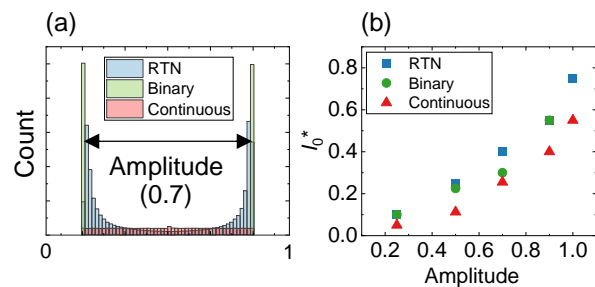 (a)
RTN
Binary
Continuous
Count
Amplitude
(0.7)
0
1
(b)
RTN
Binary
Continuous
I0*
0.8
0.6
0.4
0.2
0.0
0.2
0.4
0.6
0.8
1.0
Amplitude